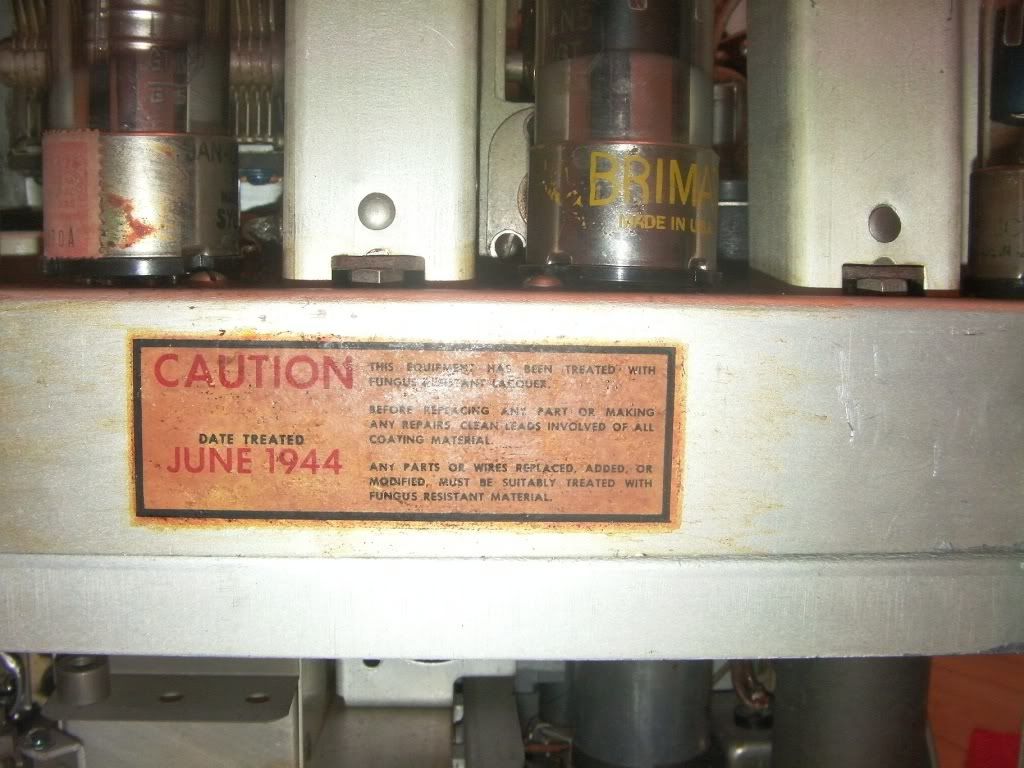 JAN-
SY
BRIMA
MADE IN U.S.A
CAUTION
DATE TREATED
JUNE 1944
THIS EQUIPMENT HAS BEEN TREATED WITH
FUNGUS RESISTANT LACQUER.
BEFORE REPLACING ANY PART OR MAKING
ANY REPAIRS, CLEAN LEADS INVOLVED OF ALL
COATING MATERIAL.
ANY PARTS OR WIRES REPLACED, ADDED, OR
MODIFIED, MUST BE SUITABLY TREATED WITH
FUNGUS RESISTANT MATERIAL.